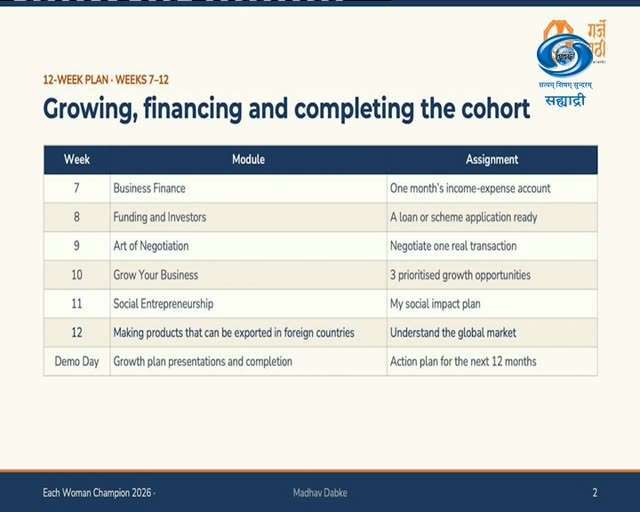 गर्जे
सत्यम् शिवम् सुन्दरम्
सह्याद्री
12-WEEK PLAN · WEEKS 7–12
Growing, financing and completing the cohort
Week Module Assignment
7 Business Finance One month's income-expense account
8 Funding and Investors A loan or scheme application ready
9 Art of Negotiation Negotiate one real transaction
10 Grow Your Business 3 prioritised growth opportunities
11 Social Entrepreneurship My social impact plan
12 Making products that can be exported in foreign countries Understand the global market
Demo Day Growth plan presentations and completion Action plan for the next 12 months
Each Woman Champion 2026 · Madhav Dabke 2